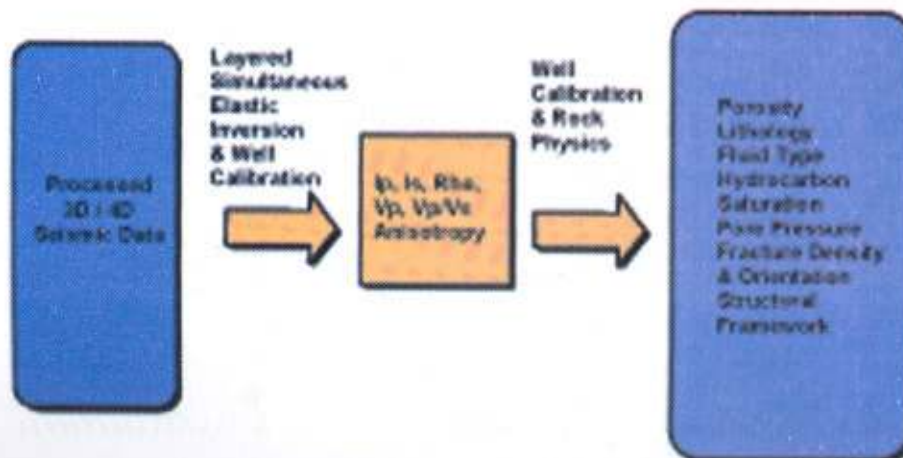 Processed
3D / 4D
Seismic Data
Layered
Simultaneous
Elastic
Inversion
& Well
Calibration
Ip, Is, Rho,
Vp, Vp/Vs
Anisotropy
Well
Calibration
& Rock
Physics
Porosity
Lithology
Fluid Type
Hydrocarbon
Saturation
Pore Pressure
Fracture Density
& Orientation
Structural
Framework